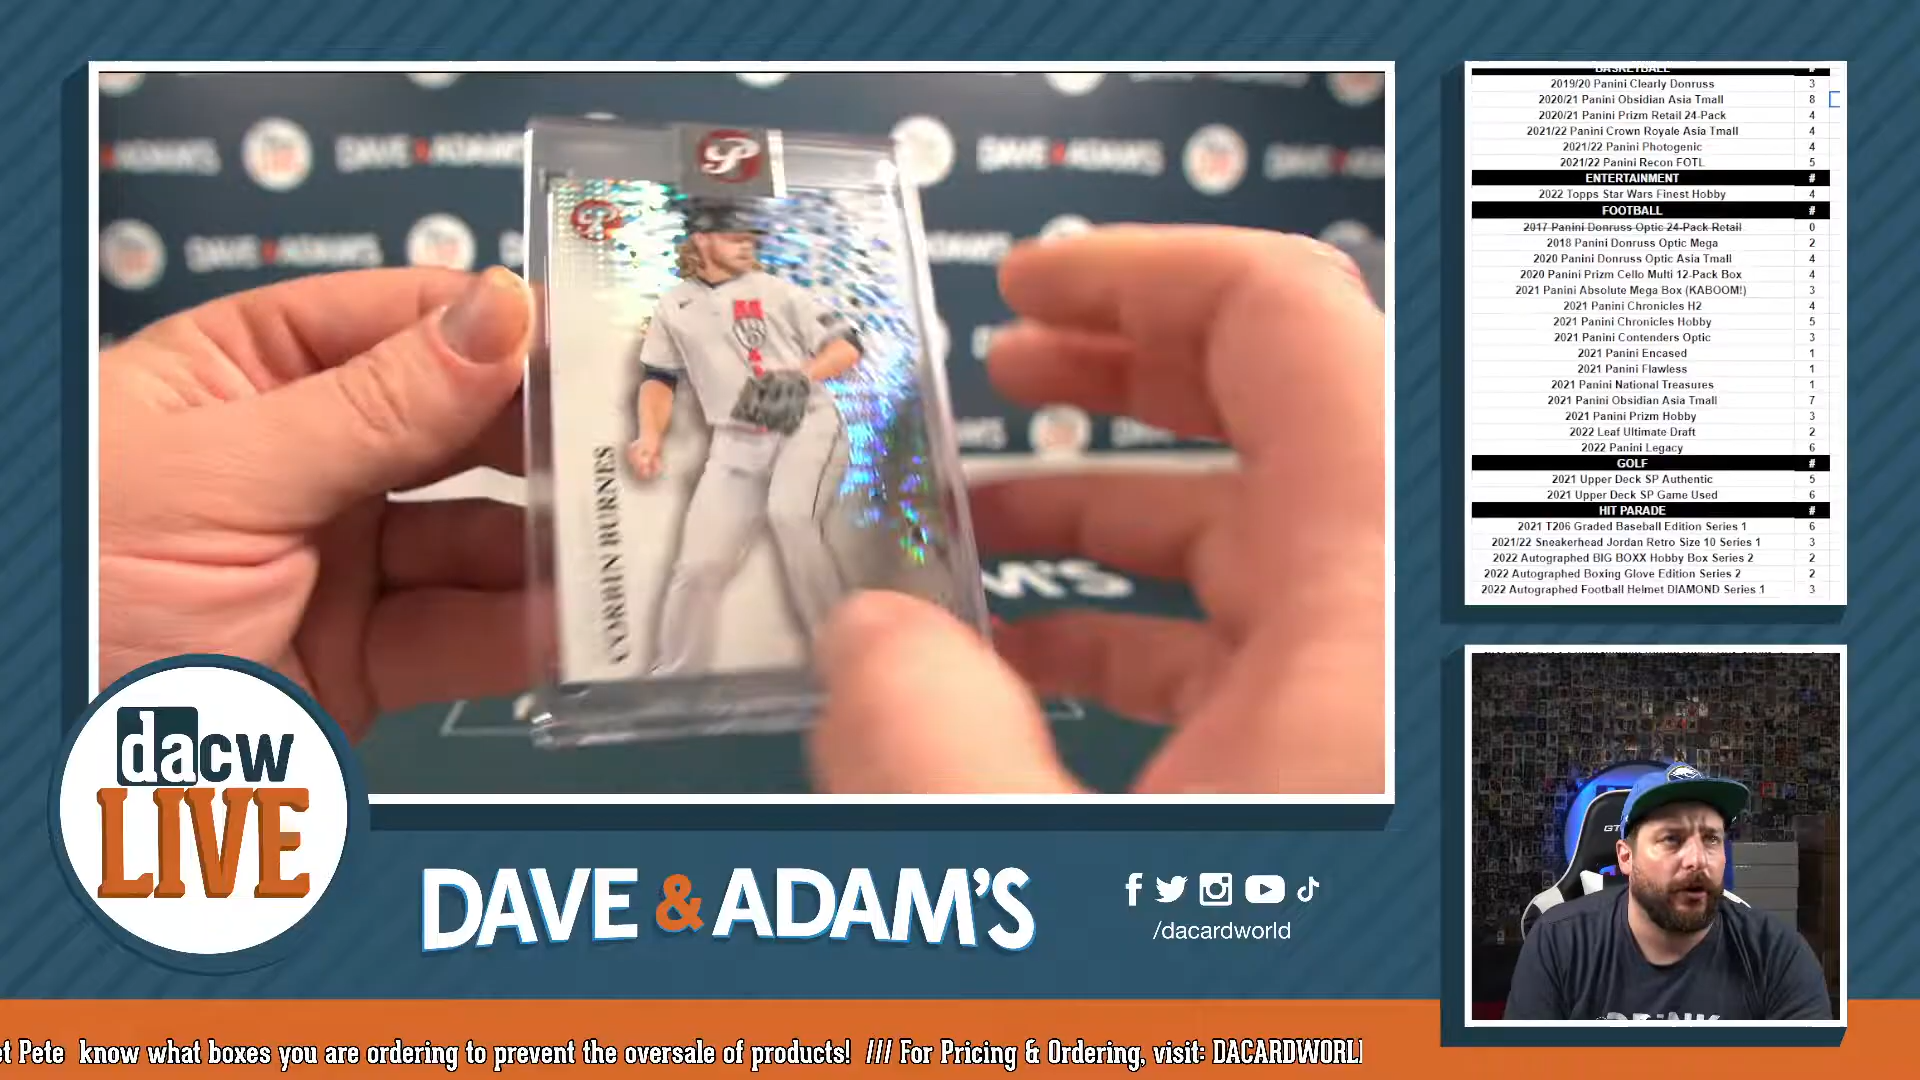 DAVE & ADAM'S
DAVE & ADAM'S
DAVE & ADAM'S
CORBIN BURNES
M'S
BASKETBALL #
2019/20 Panini Clearly Donruss 3
2020/21 Panini Obsidian Asia Tmall 8
2020/21 Panini Prizm Retail 24-Pack 4
2021/22 Panini Crown Royale Asia Tmall 4
2021/22 Panini Photogenic 4
2021/22 Panini Recon FOTL 5
ENTERTAINMENT #
2022 Topps Star Wars Finest Hobby 4
FOOTBALL #
2017 Panini Donruss Optic 24-Pack Retail 0
2018 Panini Donruss Optic Mega 2
2020 Panini Donruss Optic Asia Tmall 4
2020 Panini Prizm Cello Multi 12-Pack Box 4
2021 Panini Absolute Mega Box (KABOOM!) 3
2021 Panini Chronicles H2 4
2021 Panini Chronicles Hobby 5
2021 Panini Contenders Optic 3
2021 Panini Encased 1
2021 Panini Flawless 1
2021 Panini National Treasures 1
2021 Panini Obsidian Asia Tmall 7
2021 Panini Prizm Hobby 3
2022 Leaf Ultimate Draft 2
2022 Panini Legacy 6
GOLF #
2021 Upper Deck SP Authentic 5
2021 Upper Deck SP Game Used 6
HIT PARADE #
2021 T206 Graded Baseball Edition Series 1 6
2021/22 Sneakerhead Jordan Retro Size 10 Series 1 3
2022 Autographed BIG BOXX Hobby Box Series 2 2
2022 Autographed Boxing Glove Edition Series 2 2
2022 Autographed Football Helmet DIAMOND Series 1 3
dacw
LIVE
DAVE & ADAM'S
/dacardworld
et Pete know what boxes you are ordering to prevent the oversale of products! /// For Pricing & Ordering, visit: DACARDWORL